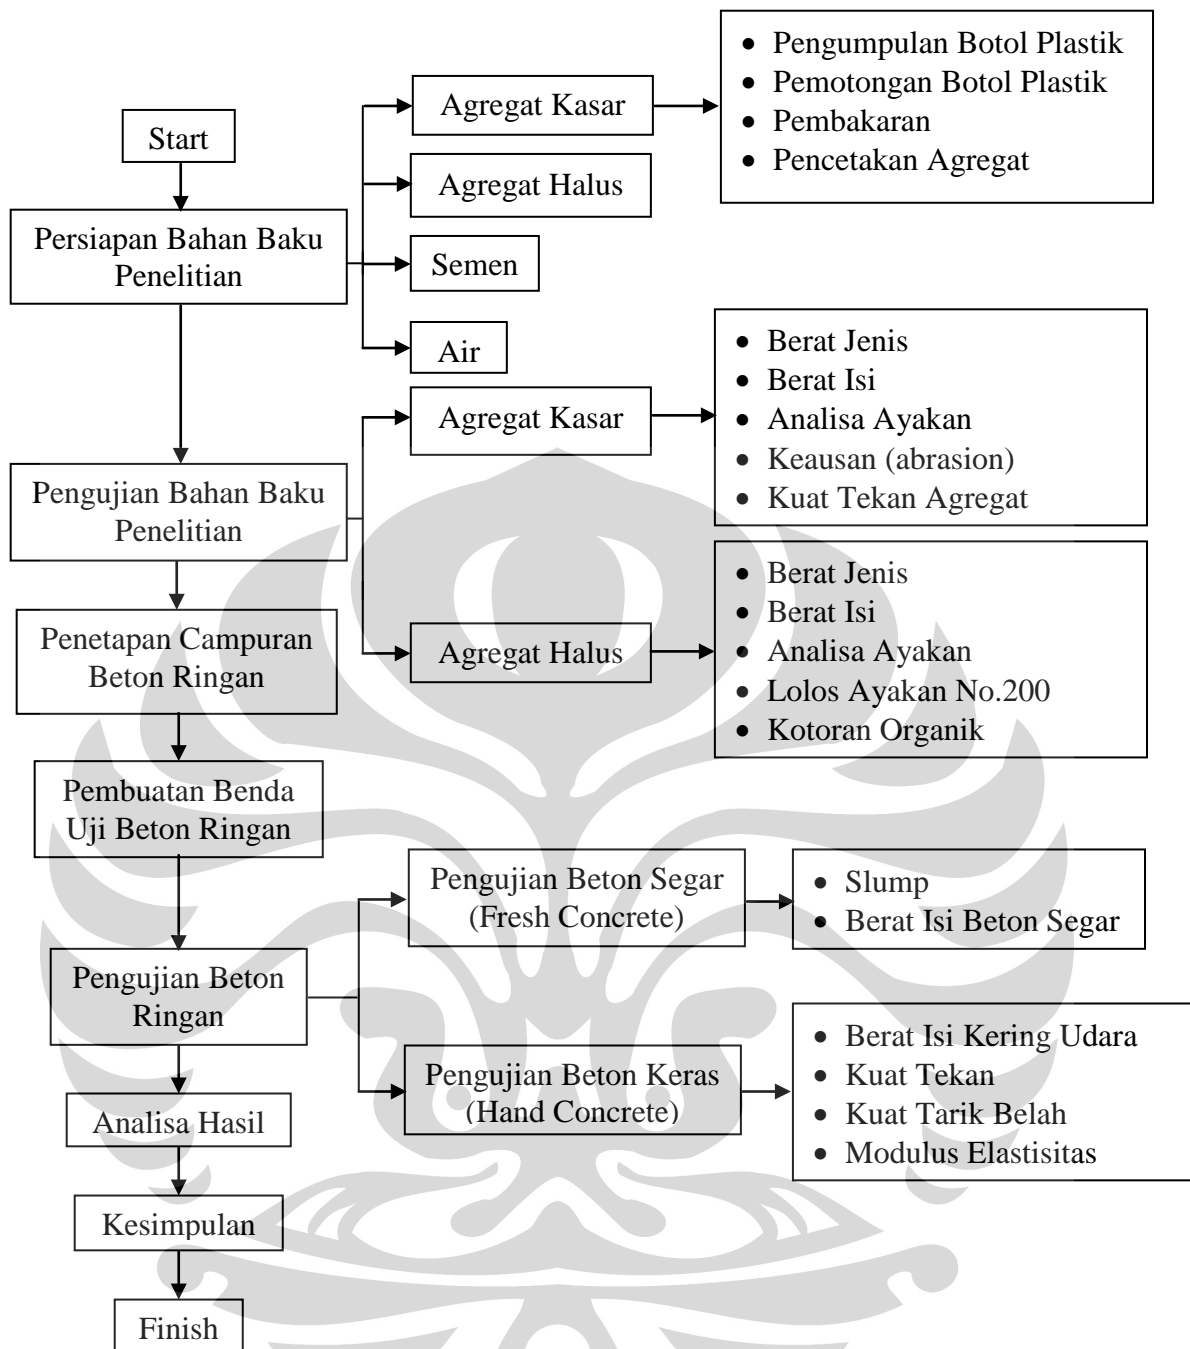 Start
Persiapan Bahan Baku
Penelitian
Agregat Kasar
• Pengumpulan Botol Plastik
• Pemotongan Botol Plastik
• Pembakaran
• Pencetakan Agregat
Agregat Halus
Semen
Air
Pengujian Bahan Baku
Penelitian
Agregat Kasar
• Berat Jenis
• Berat Isi
• Analisa Ayakan
• Keausan (abrasion)
• Kuat Tekan Agregat
Agregat Halus
• Berat Jenis
• Berat Isi
• Analisa Ayakan
• Lolos Ayakan No.200
• Kotoran Organik
Penetapan Campuran
Beton Ringan
Pembuatan Benda
Uji Beton Ringan
Pengujian Beton
Ringan
Pengujian Beton Segar
(Fresh Concrete)
• Slump
• Berat Isi Beton Segar
Pengujian Beton Keras
(Hand Concrete)
• Berat Isi Kering Udara
• Kuat Tekan
• Kuat Tarik Belah
• Modulus Elastisitas
Analisa Hasil
Kesimpulan
Finish